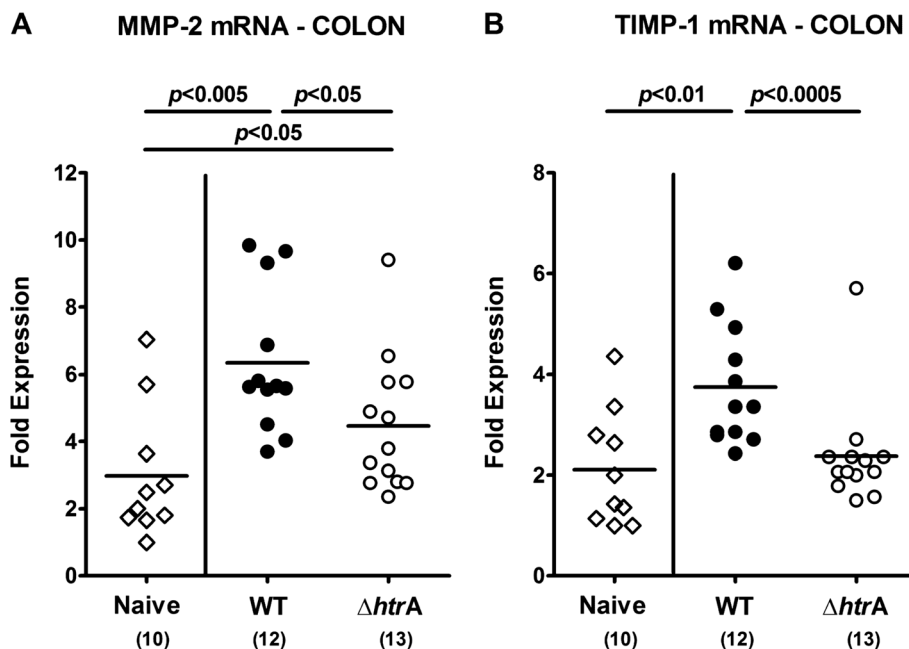 A MMP-2 mRNA - COLON
p<0.005 p<0.05
p<0.05
Fold Expression
12
10
8
6
4
2
0
Naive WT ΔhtrA
(10) (12) (13)
B TIMP-1 mRNA - COLON
p<0.01 p<0.0005
Fold Expression
8
6
4
2
0
Naive WT ΔhtrA
(10) (12) (13)